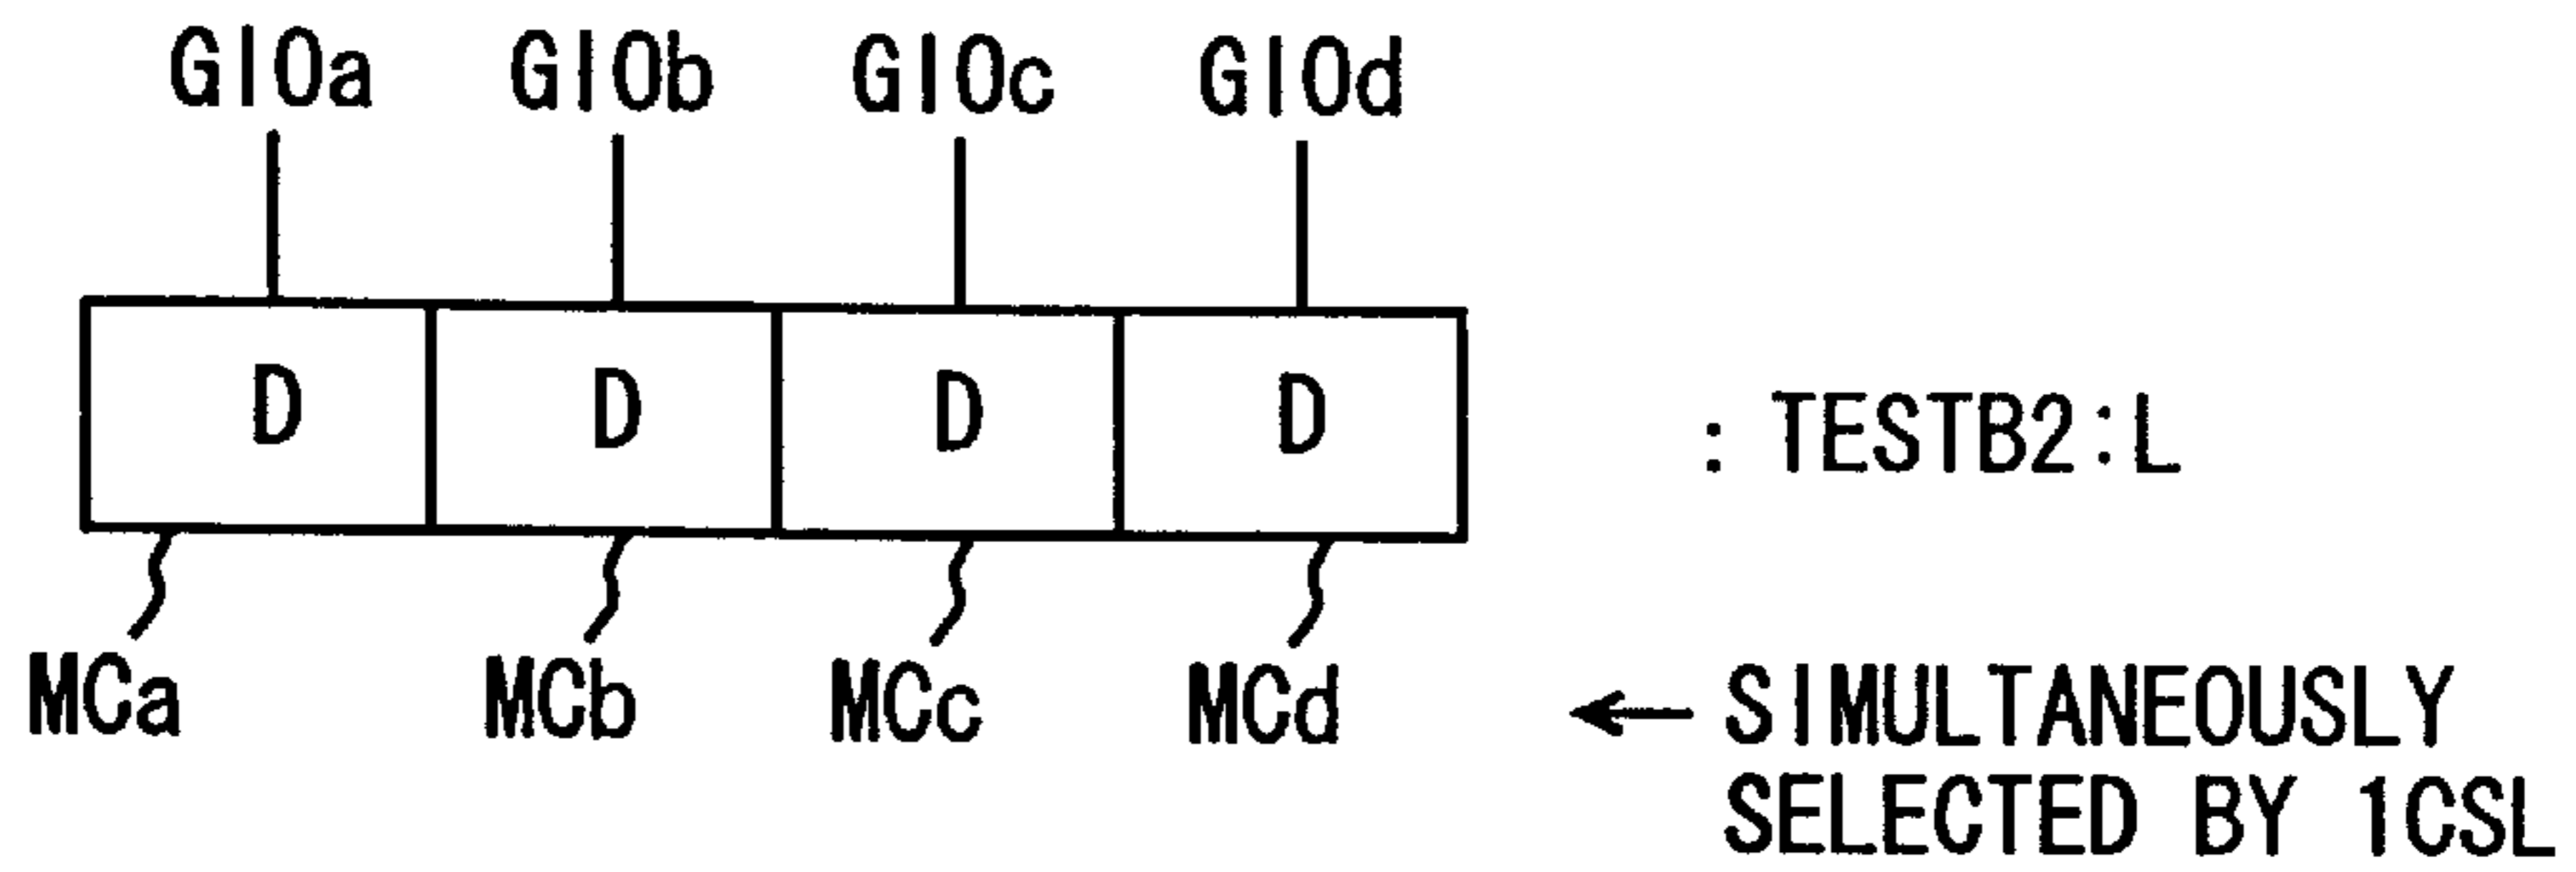 GIOa GIOb GIOc GIOd
D D D D
: TESTB2:L
MCa MCb MCc MCd
← SIMULTANEOUSLY
SELECTED BY 1CSL